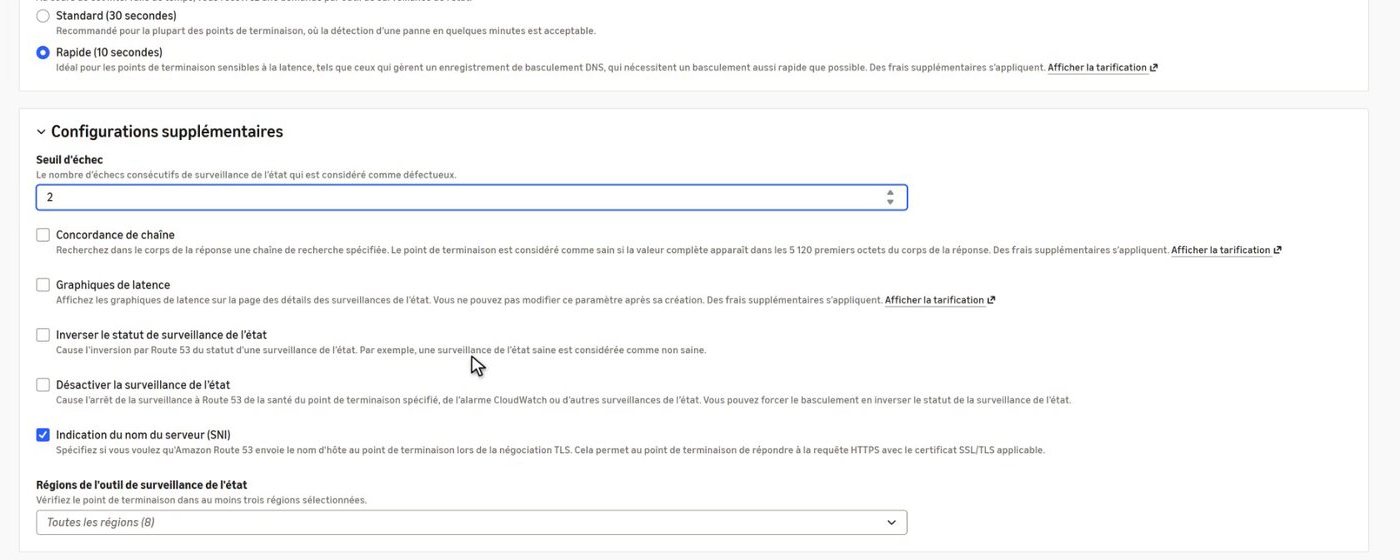 Standard (30 secondes)
Recommandé pour la plupart des points de terminaison, où la détection d'une panne en quelques minutes est acceptable.
Rapide (10 secondes)
Idéal pour les points de terminaison sensibles à la latence, tels que ceux qui gèrent un enregistrement de basculement DNS, qui nécessitent un basculement aussi rapide que possible. Des frais supplémentaires s'appliquent. Afficher la tarification
Configurations supplémentaires
Seuil d'échec
Le nombre d'échecs consécutifs de surveillance de l'état qui est considéré comme défectueux.
2
Concordance de chaîne
Recherchez dans le corps de la réponse une chaîne de recherche spécifiée. Le point de terminaison est considéré comme sain si la valeur complète apparaît dans les 5 120 premiers octets du corps de la réponse. Des frais supplémentaires s'appliquent. Afficher la tarification
Graphiques de latence
Affichez les graphiques de latence sur la page des détails des surveillances de l'état. Vous ne pouvez pas modifier ce paramètre après sa création. Des frais supplémentaires s'appliquent. Afficher la tarification
Inverser le statut de surveillance de l'état
Cause l'inversion par Route 53 du statut d'une surveillance de l'état. Par exemple, une surveillance de l'état saine est considérée comme non saine.
Désactiver la surveillance de l'état
Cause l'arrêt de la surveillance à Route 53 de la santé du point de terminaison spécifié, de l'alarme CloudWatch ou d'autres surveillances de l'état. Vous pouvez forcer le basculement en inverser le statut de la surveillance de l'état.
Indication du nom du serveur (SNI)
Spécifiez si vous voulez qu'Amazon Route 53 envoie le nom d'hôte au point de terminaison lors de la négociation TLS. Cela permet au point de terminaison de répondre à la requête HTTPS avec le certificat SSL/TLS applicable.
Régions de l'outil de surveillance de l'état
Vérifiez le point de terminaison dans au moins trois régions sélectionnées.
Toutes les régions (8)